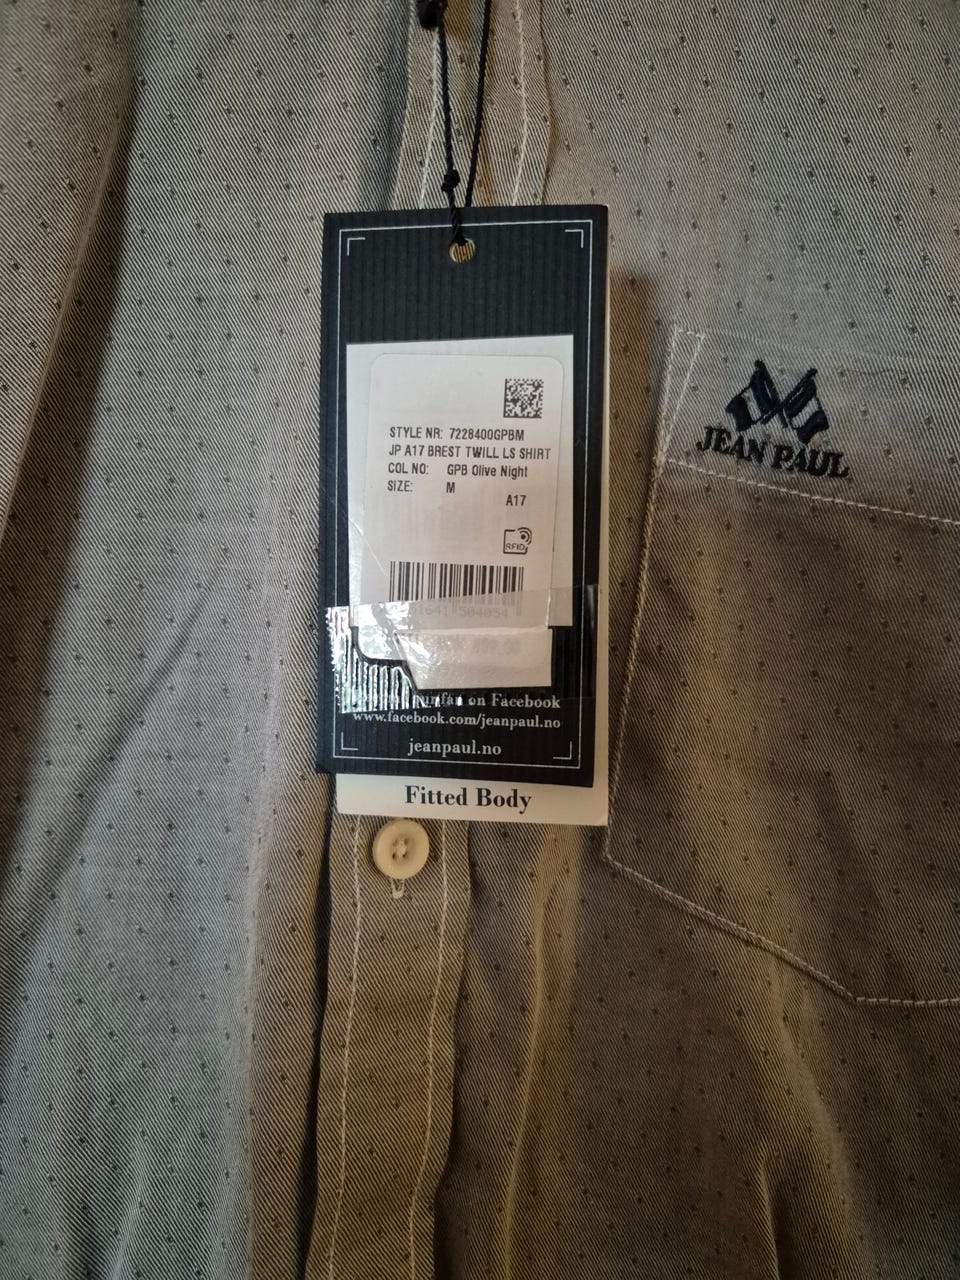 STYLE NR: 7228400GPBM
JP A17 BREST TWILL LS SHIRT
COL NO: GPB Olive Night
SIZE: M
A17
RFID
JEAN PAUL
on Facebook
www.facebook.com/jeanpaul.no
jeanpaul.no
Fitted Body